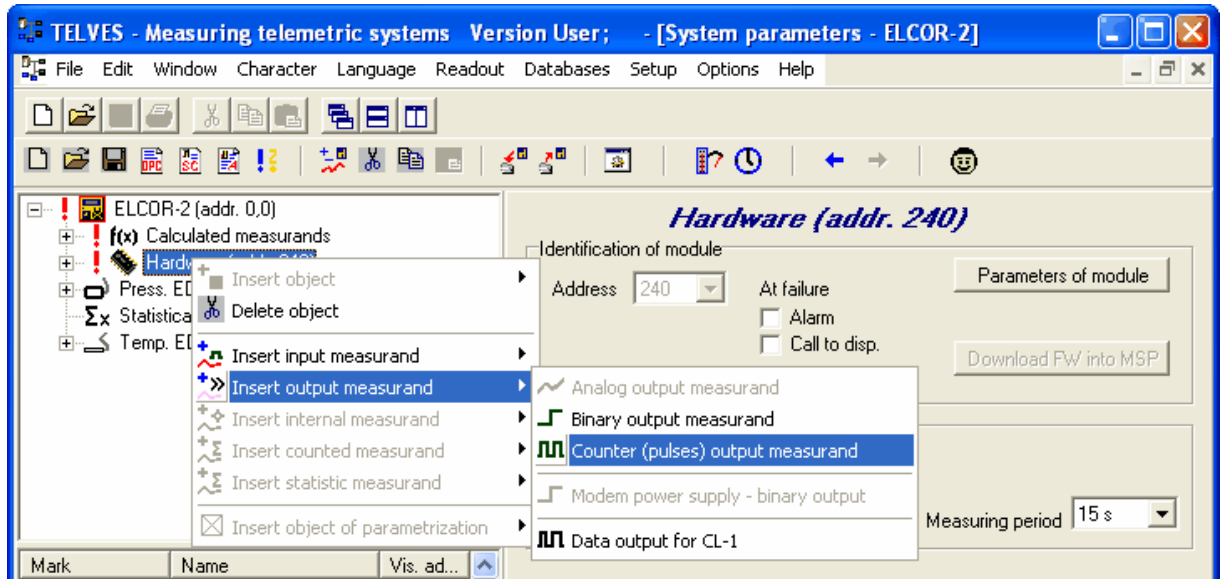 TELVES - Measuring telemetric systems Version User; - [System parameters - ELCOR-2]
File Edit Window Character Language Readout Databases Setup Options Help
ELCOR-2 (addr. 0,0)
f(x) Calculated measurands
Hardw
Press. ED
Σx Statistica
Temp. ED
Insert object
Delete object
Insert input measurand
Insert output measurand
Insert internal measurand
Insert counted measurand
Insert statistic measurand
Insert object of parametrization
Analog output measurand
Binary output measurand
Counter (pulses) output measurand
Modem power supply - binary output
Data output for CL-1
Hardware (addr. 240)
Identification of module
Address 240
At failure
Alarm
Call to disp.
Parameters of module
Download FW into MSP
Measuring period 15 s
Mark Name Vis. ad...